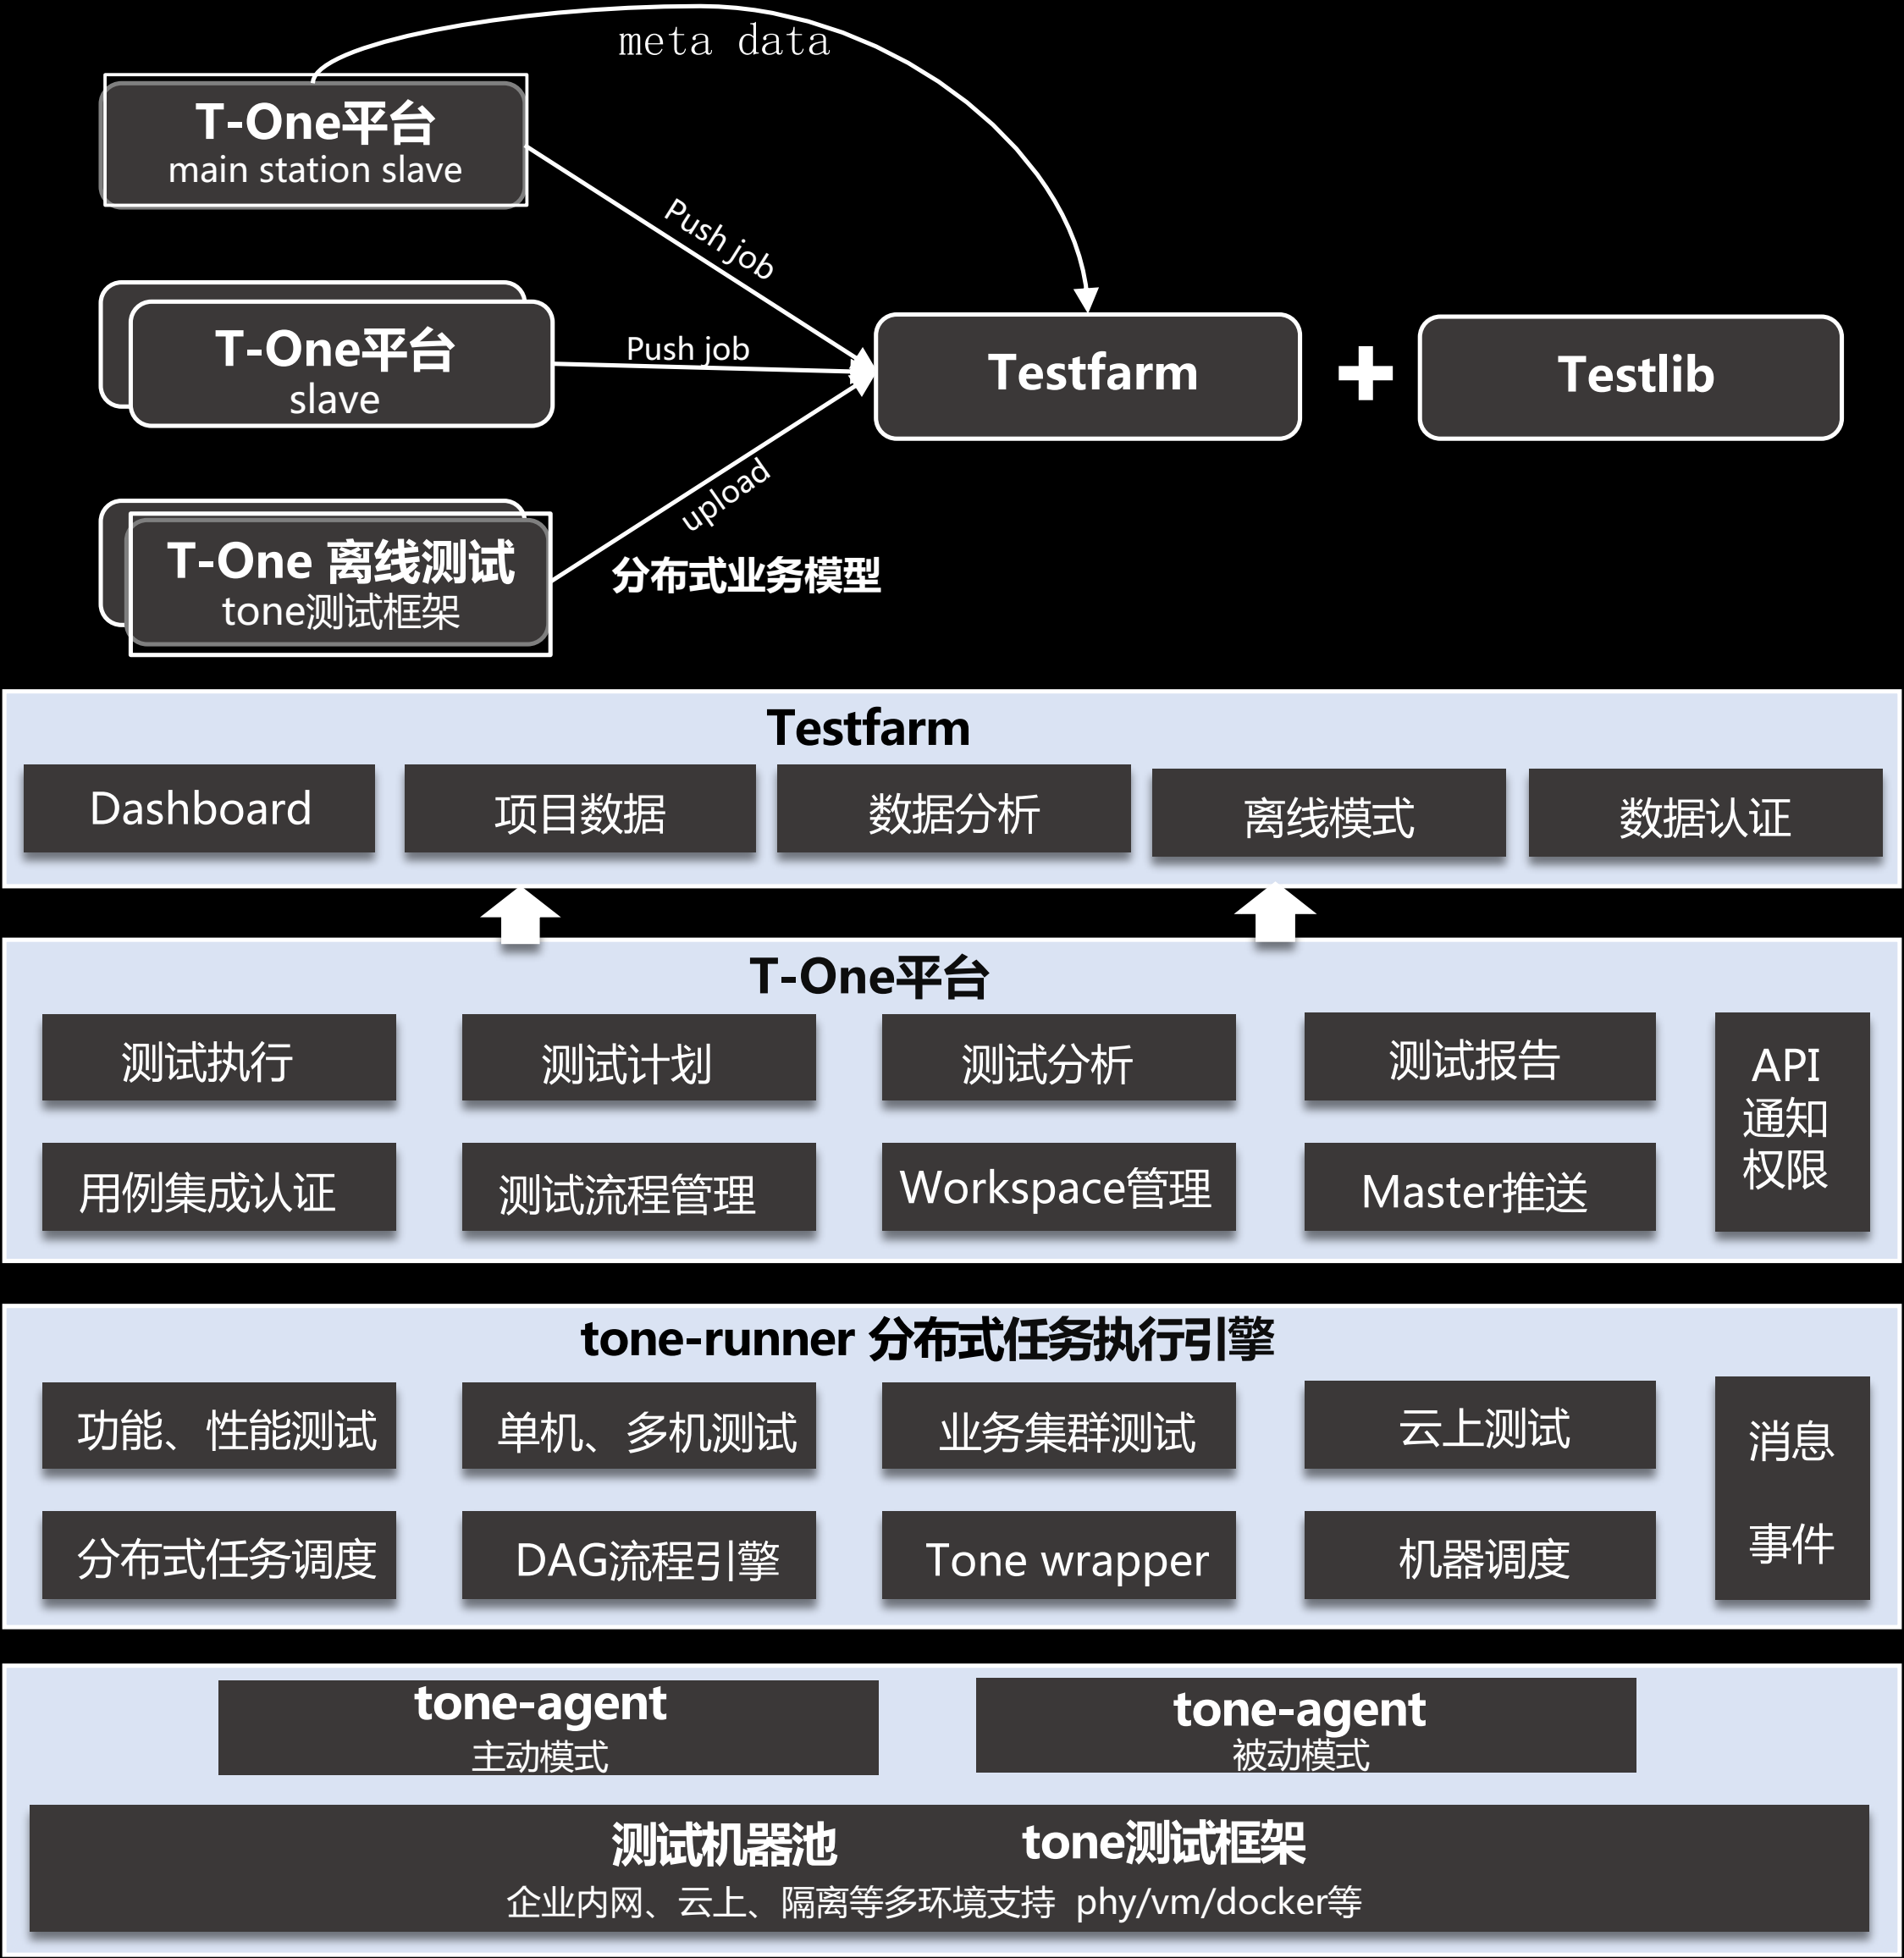 meta data
T-One平台
main station slave
Push job
T-One平台
slave
Push job
Testfarm
Testlib
upload
T-One 离线测试
tone测试框架
分布式业务模型
Testfarm
Dashboard
项目数据
数据分析
离线模式
数据认证
T-One平台
测试执行
测试计划
测试分析
测试报告
API
通知
权限
用例集成认证
测试流程管理
Workspace管理
Master推送
tone-runner 分布式任务执行引擎
功能、性能测试
单机、多机测试
业务集群测试
云上测试
消息
事件
分布式任务调度
DAG流程引擎
Tone wrapper
机器调度
tone-agent
主动模式
tone-agent
被动模式
测试机器池 tone测试框架
企业内网、云上、隔离等多环境支持 phy/vm/docker等